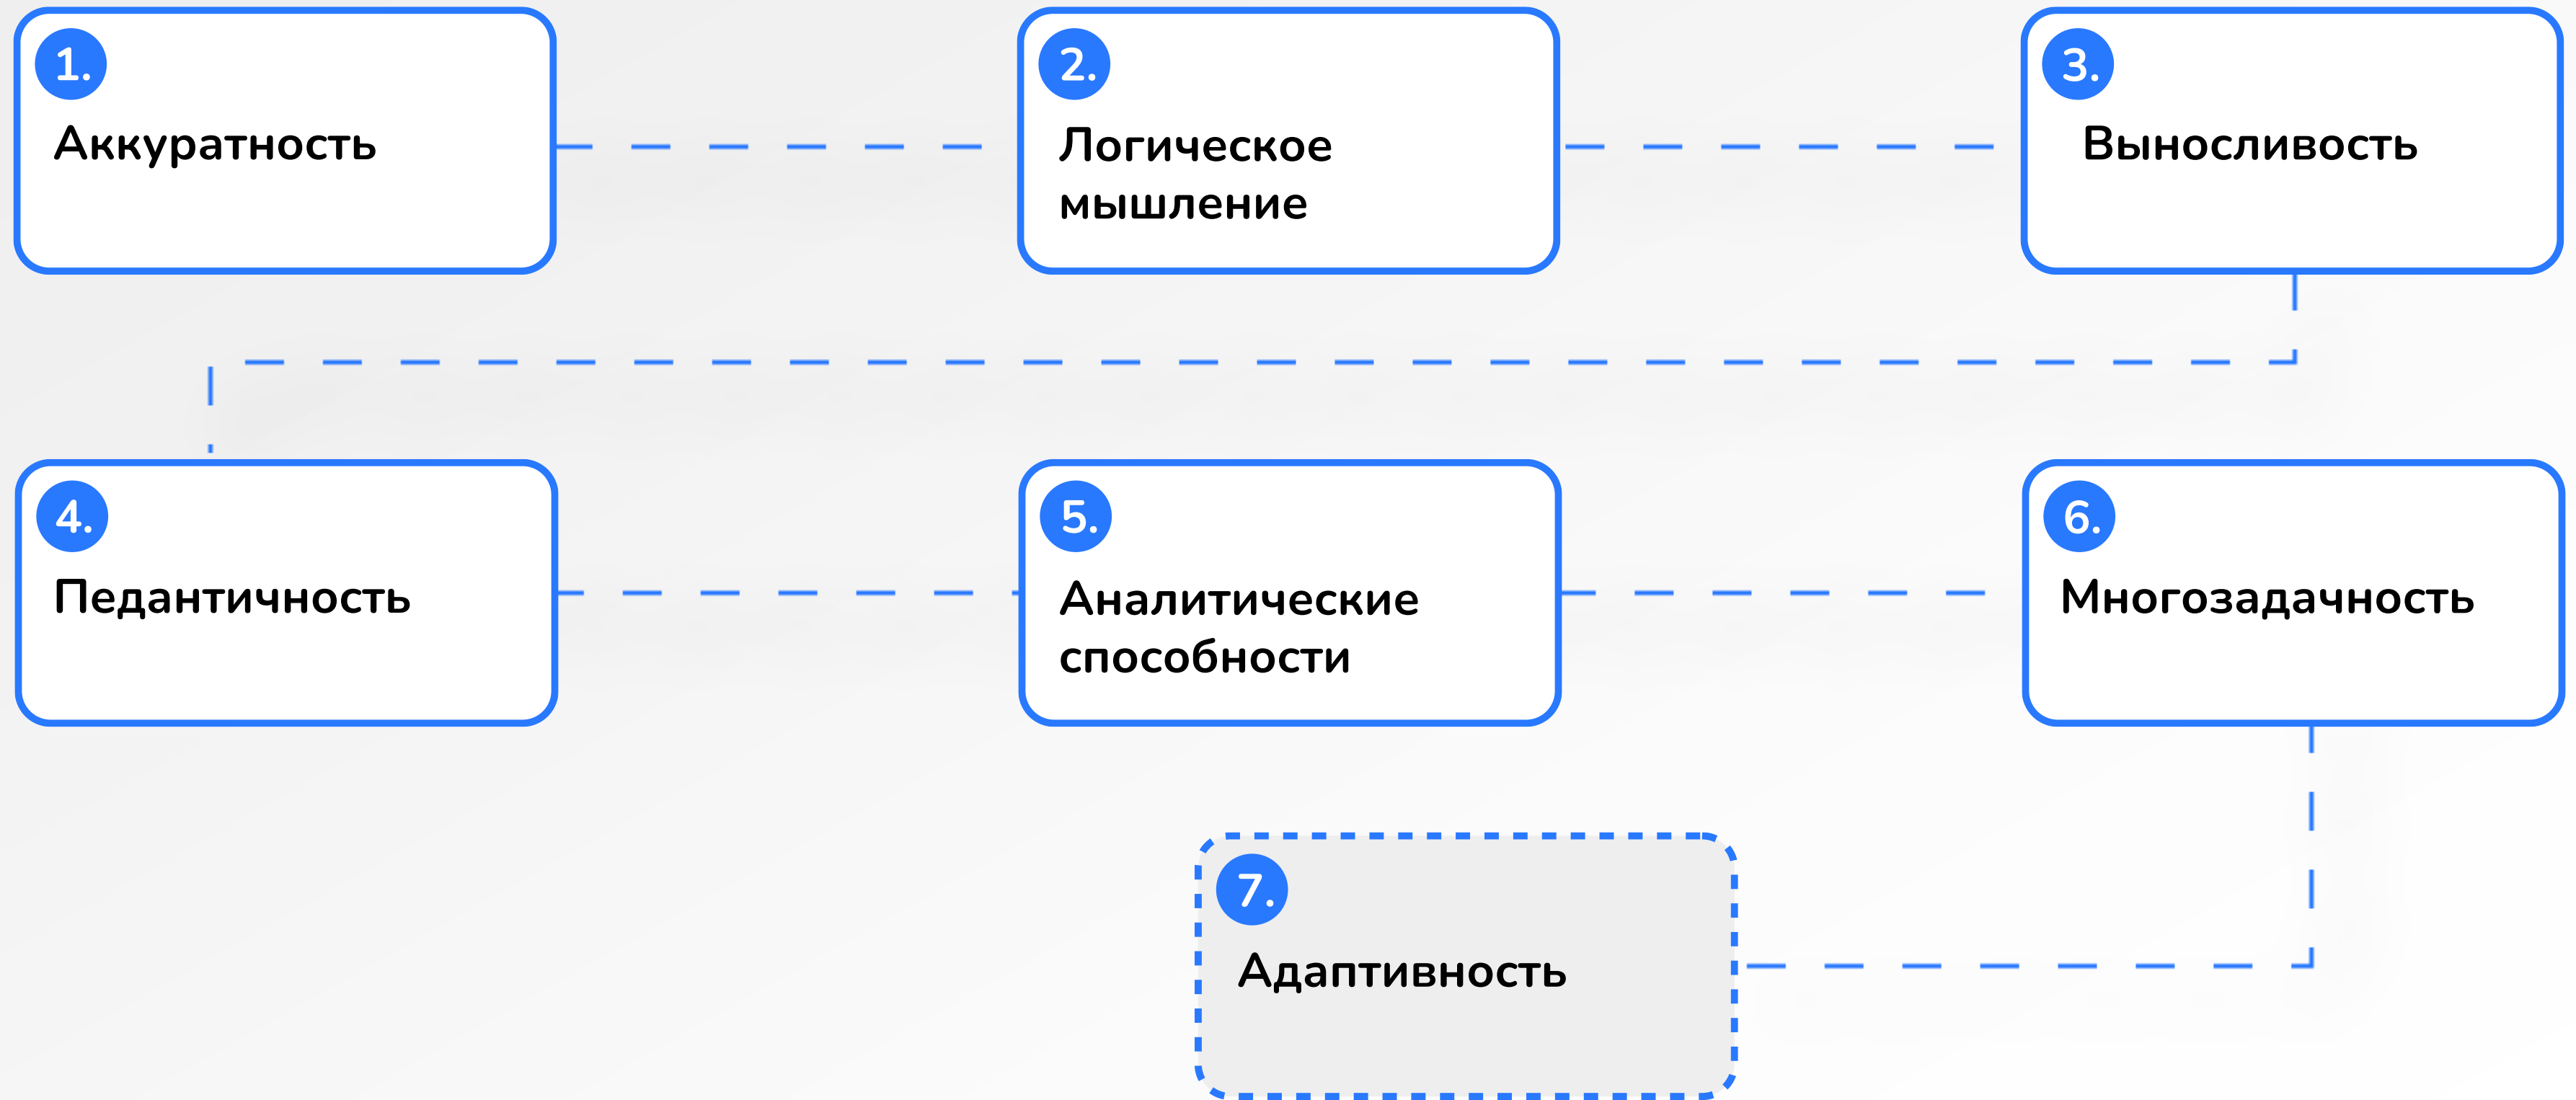 1.
Аккуратность
2.
Логическое
мышление
3.
Выносливость
4.
Педантичность
5.
Аналитические
способности
6.
Многозадачность
7.
Адаптивность